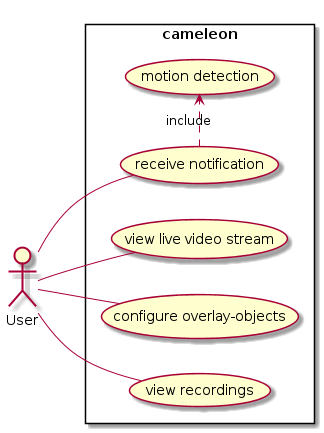 cameleon
motion detection
include
receive notification
view live video stream
configure overlay-objects
User
view recordings